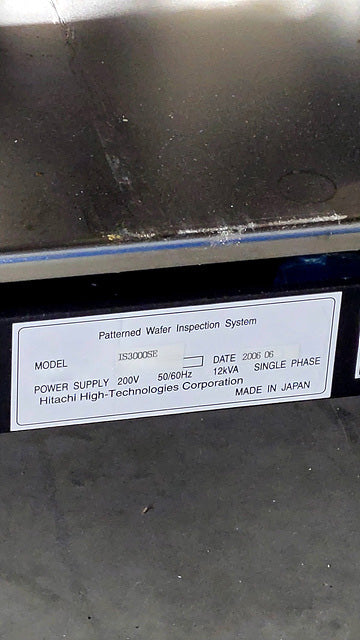 Patterned Wafer Inspection System
MODEL IS3000SE DATE 2006 06
POWER SUPPLY 200V 50/60Hz 12kVA SINGLE PHASE
Hitachi High-Technologies Corporation MADE IN JAPAN